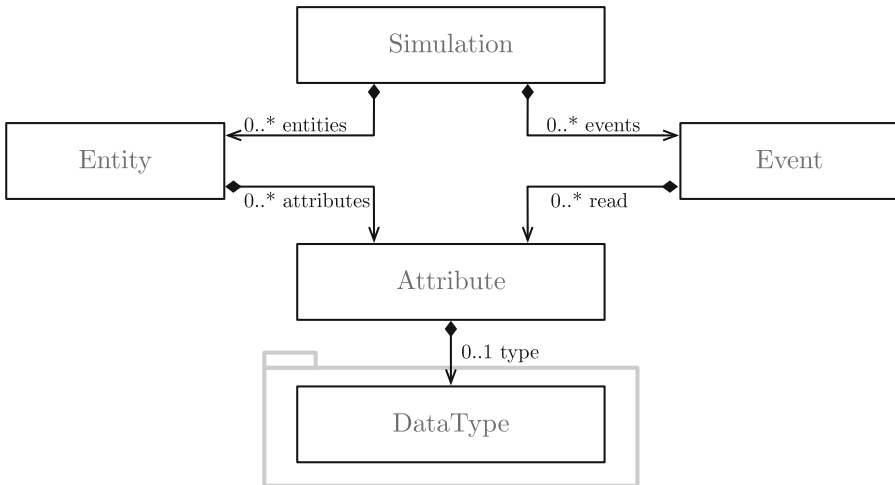 Simulation
0..* entities
0..* events
Entity
Event
0..* attributes
0..* read
Attribute
0..1 type
DataType